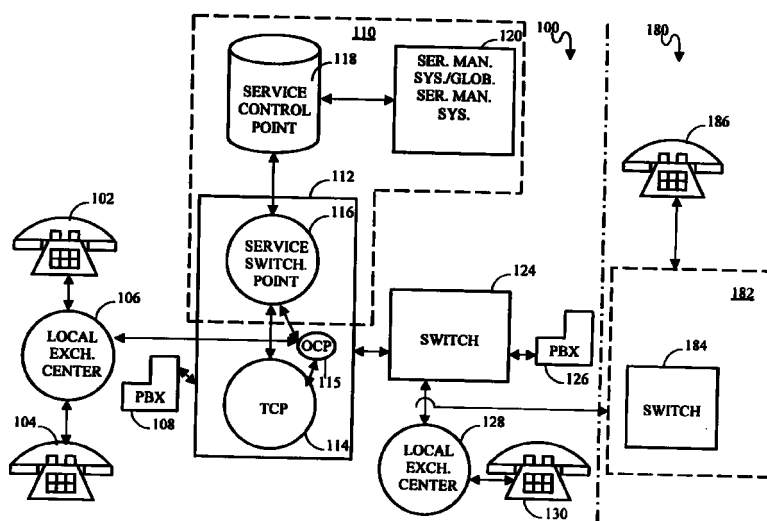 110
120
100
180
118
SER. MAN.
SYS./GLOB.
SER. MAN.
SYS.
SERVICE
CONTROL
POINT
186
112
102
116
SERVICE
SWITCH.
POINT
124
182
106
SWITCH
184
LOCAL
EXCH.
CENTER
OCP
115
PBX
126
PBX
108
TCP
SWITCH
104
114
128
LOCAL
EXCH.
CENTER
130